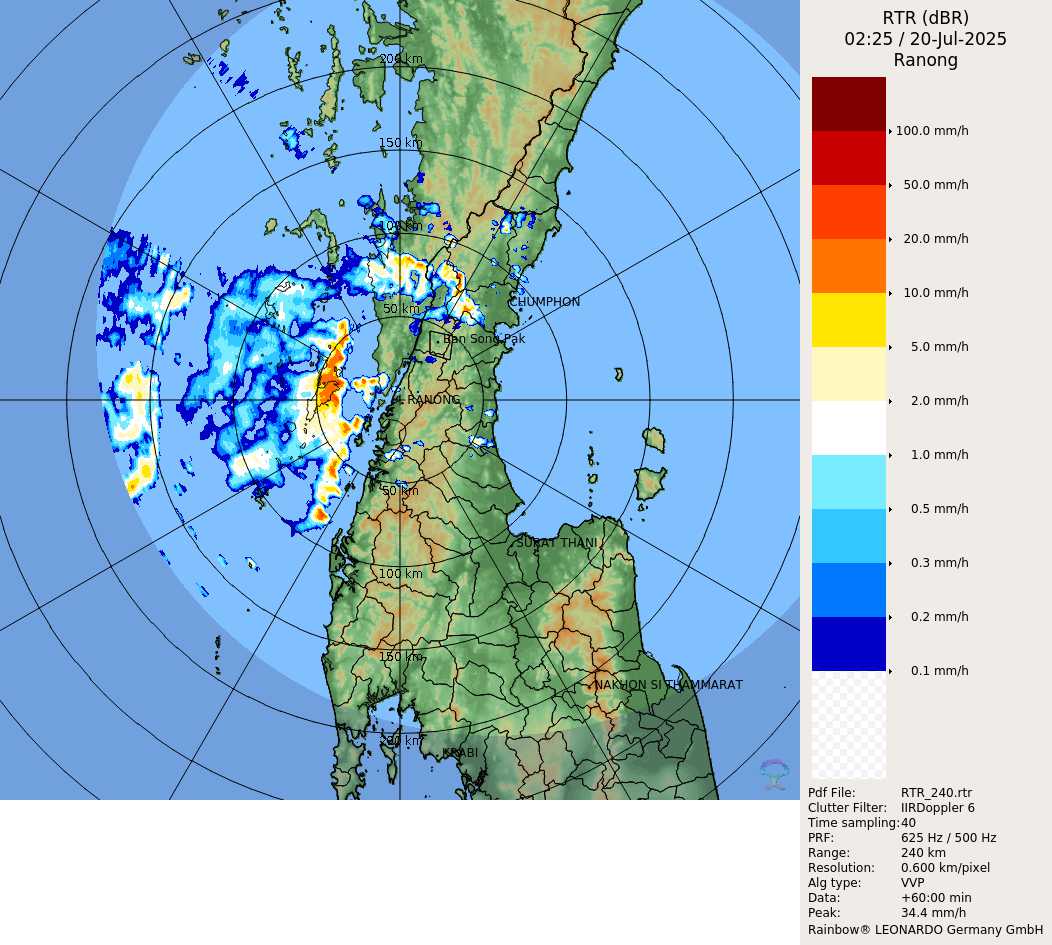 RTR (dBR)
02:25 / 20-Jul-2025
Ranong
200 km
150 km
100 km
50 km
CHUMPHON
Ban Song Pak
RANONG
50 km
SURAT THANI
100 km
150 km
NAKHON SI THAMMARAT
200 km
KRABI
100.0 mm/h
50.0 mm/h
20.0 mm/h
10.0 mm/h
5.0 mm/h
2.0 mm/h
1.0 mm/h
0.5 mm/h
0.3 mm/h
0.2 mm/h
0.1 mm/h
Pdf File: RTR_240.rtr
Clutter Filter: IIRDoppler 6
Time sampling: 40
PRF: 625 Hz / 500 Hz
Range: 240 km
Resolution: 0.600 km/pixel
Alg type: VVP
Data: +60:00 min
Peak: 34.4 mm/h
Rainbow® LEONARDO Germany GmbH